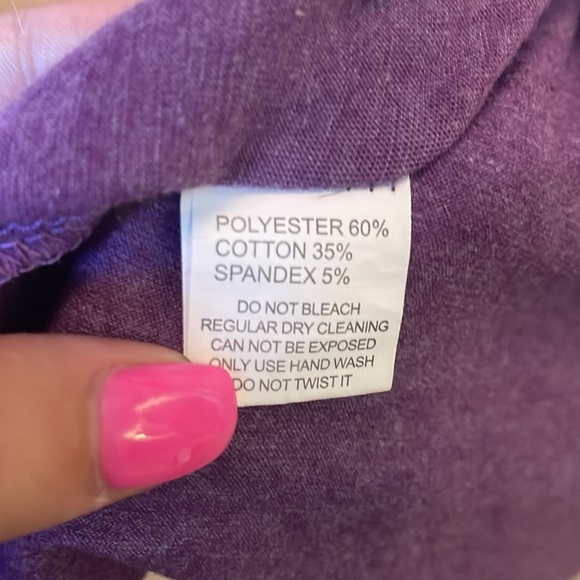 POLYESTER 60%
COTTON 35%
SPANDEX 5%
DO NOT BLEACH
REGULAR DRY CLEANING
CAN NOT BE EXPOSED
ONLY USE HAND WASH
DO NOT TWIST IT